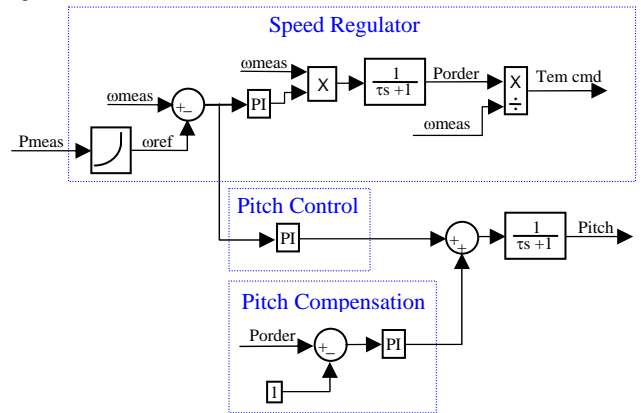 Speed Regulator
ωmeas
ωmeas
+
−
PI
X
1
τs +1
Porder
X
÷
Tem cmd
ωmeas
Pmeas
ωref
Pitch Control
PI
+
+
1
τs +1
Pitch
Pitch Compensation
Porder
+
−
PI
1